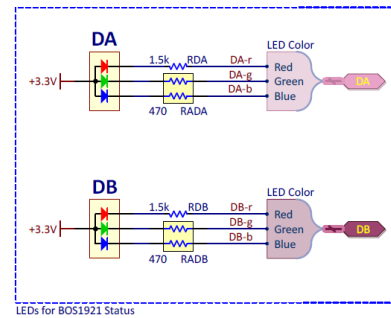 DA
LED Color
1.5k RDA DA-r Red
+3.3V DA-g Green DA
DA-b Blue
470 RADA
DB
LED Color
1.5k RDB DB-r Red
+3.3V DB-g Green DB
DB-b Blue
470 RADB
LEDs for BOS1921 Status